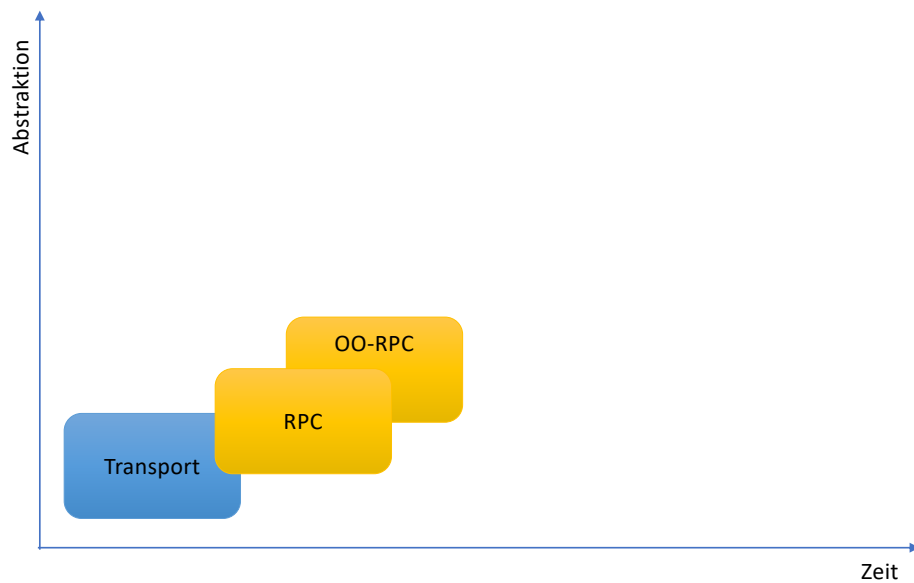 Abstraktion
OO-RPC
RPC
Transport
Zeit